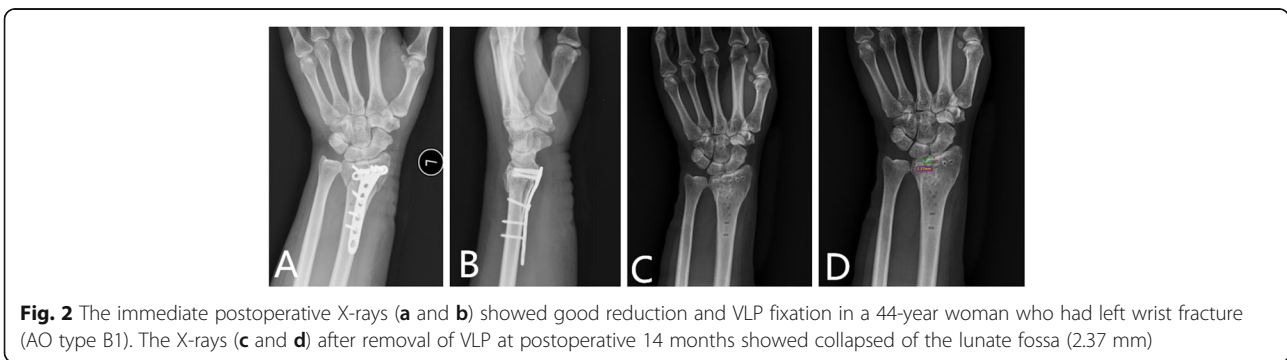 A
B
C
D
Fig. 2 The immediate postoperative X-rays (a and b) showed good reduction and VLP fixation in a 44-year woman who had left wrist fracture
(AO type B1). The X-rays (c and d) after removal of VLP at postoperative 14 months showed collapsed of the lunate fossa (2.37 mm)